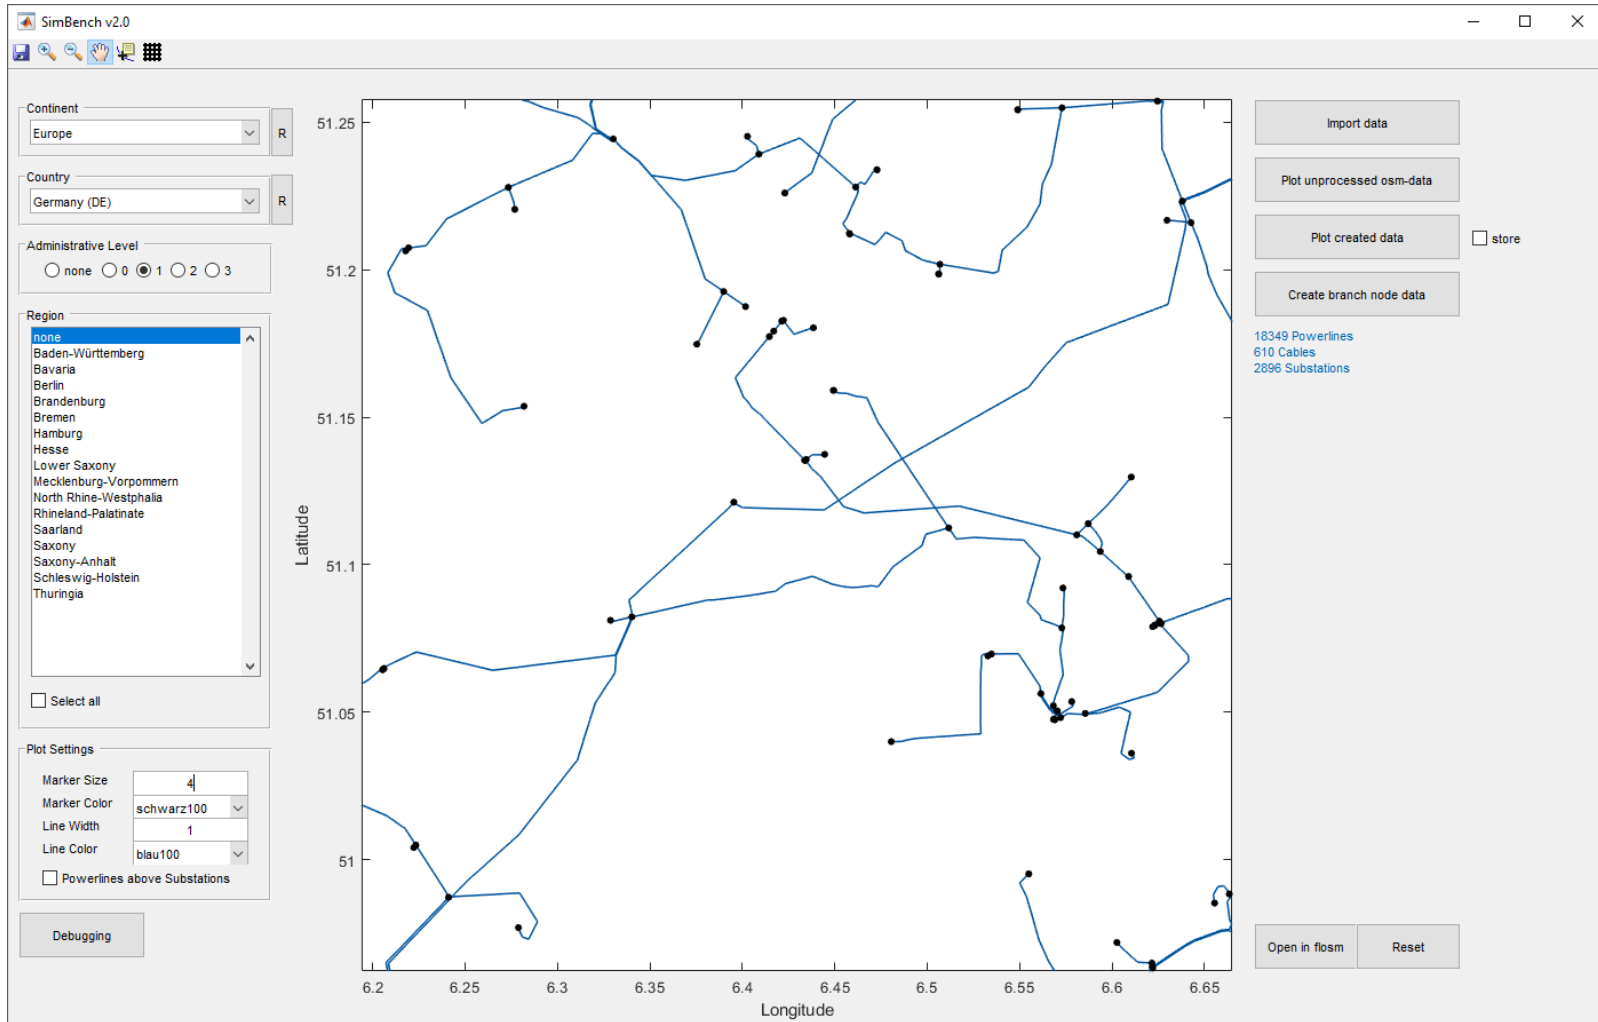 SimBench v2.0
Continent
Europe
R
Country
Germany (DE)
R
Administrative Level
none 0 1 2 3
Region
none
Baden-Württemberg
Bavaria
Berlin
Brandenburg
Bremen
Hamburg
Hesse
Lower Saxony
Mecklenburg-Vorpommern
North Rhine-Westphalia
Rhineland-Palatinate
Saarland
Saxony
Saxony-Anhalt
Schleswig-Holstein
Thuringia
Select all
Plot Settings
Marker Size 4
Marker Color schwarz100
Line Width 1
Line Color blau100
Powerlines above Substations
Debugging
Latitude
51.25
51.2
51.15
51.1
51.05
51
6.2 6.25 6.3 6.35 6.4 6.45 6.5 6.55 6.6 6.65
Longitude
Import data
Plot unprocessed osm-data
Plot created data
store
Create branch node data
18349 Powerlines
610 Cables
2896 Substations
Open in flosm
Reset